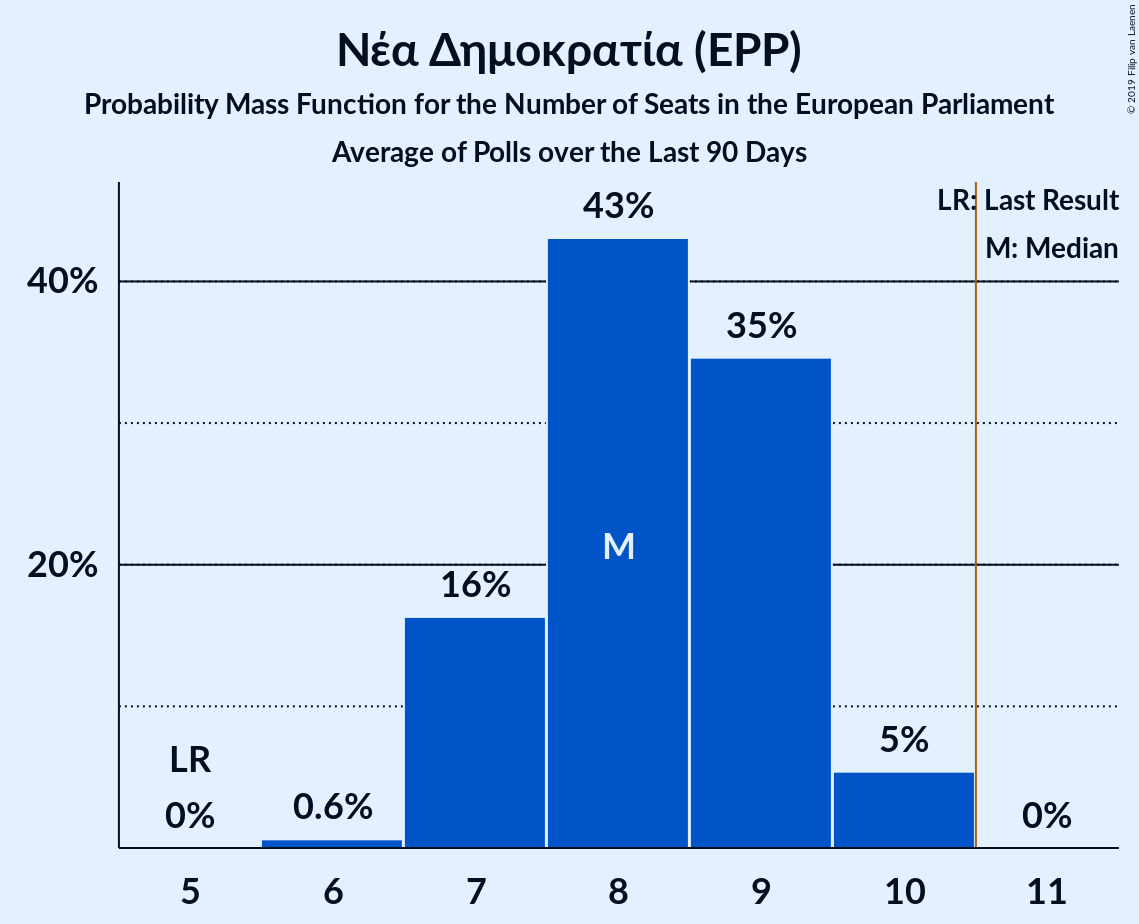 Νέα Δημοκρατία (EPP)
Probability Mass Function for the Number of Seats in the European Parliament
Average of Polls over the Last 90 Days
© 2019 Filip van Laenen
LR: Last Result
M: Median
43%
40%
35%
M
20%
16%
LR
5%
0%
0.6%
0%
5 6 7 8 9 10 11